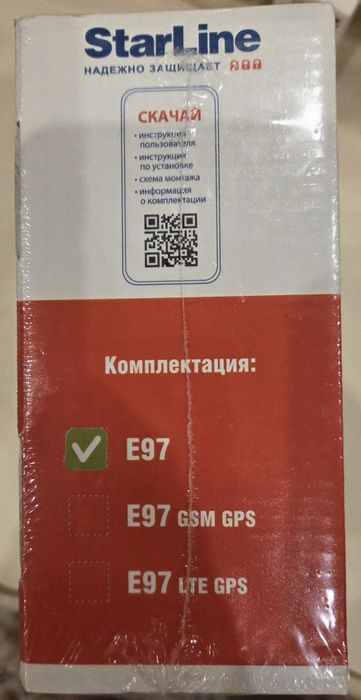 StarLine
НАДЕЖНО ЗАЩИЩАЕТ
СКАЧАЙ
• инструкция
пользователя
• инструкция
по установке
• схема монтажа
• информация
о комплектации
Комплектация:
E97
E97 GSM GPS
E97 LTE GPS